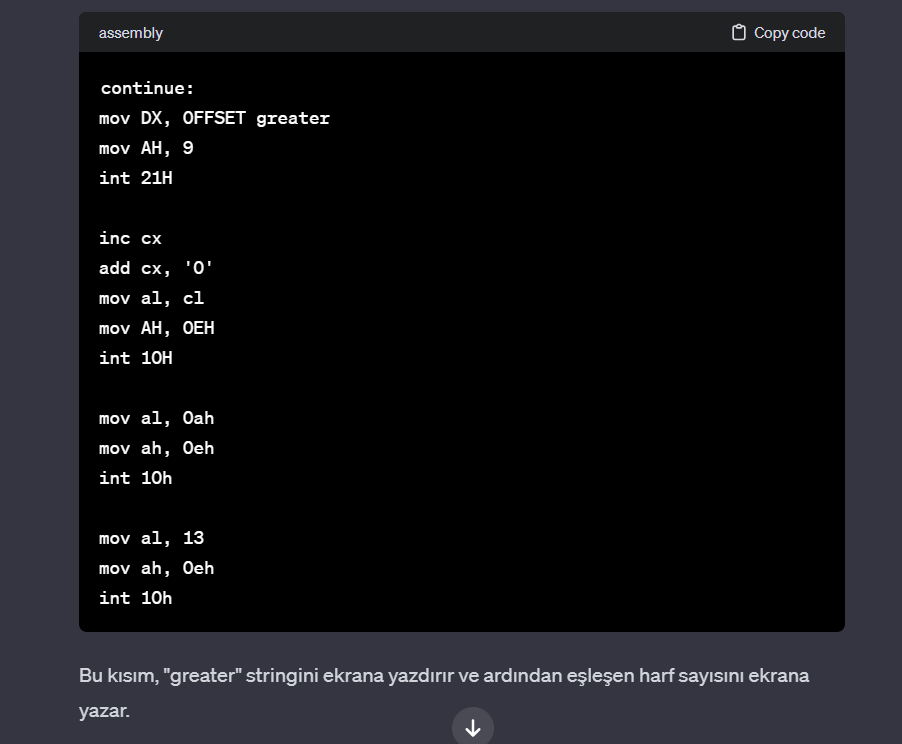 assembly
Copy code
continue:
mov DX, OFFSET greater
mov AH, 9
int 21H
inc cx
add cx, '0'
mov al, cl
mov AH, 0EH
int 10H
mov al, 0ah
mov ah, 0eh
int 10h
mov al, 13
mov ah, 0eh
int 10h
Bu kısım, "greater" stringini ekrana yazdırır ve ardından eşleşen harf sayısını ekrana
yazar.